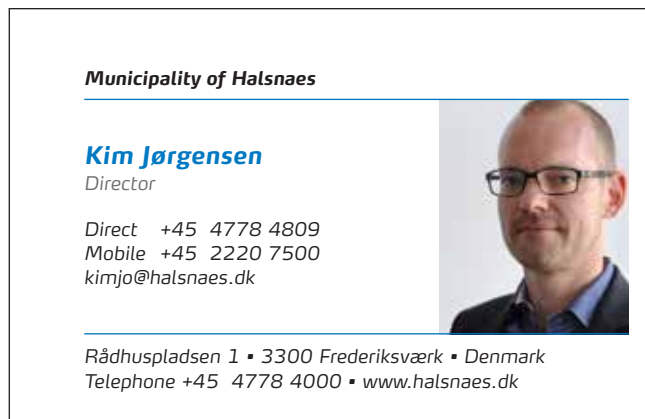 Municipality of Halsnaes
Kim Jørgensen
Director
Direct +45 4778 4809
Mobile +45 2220 7500
kimjo@halsnaes.dk
Rådhuspladsen 1 ▪ 3300 Frederiksværk ▪ Denmark
Telephone +45 4778 4000 ▪ www.halsnaes.dk